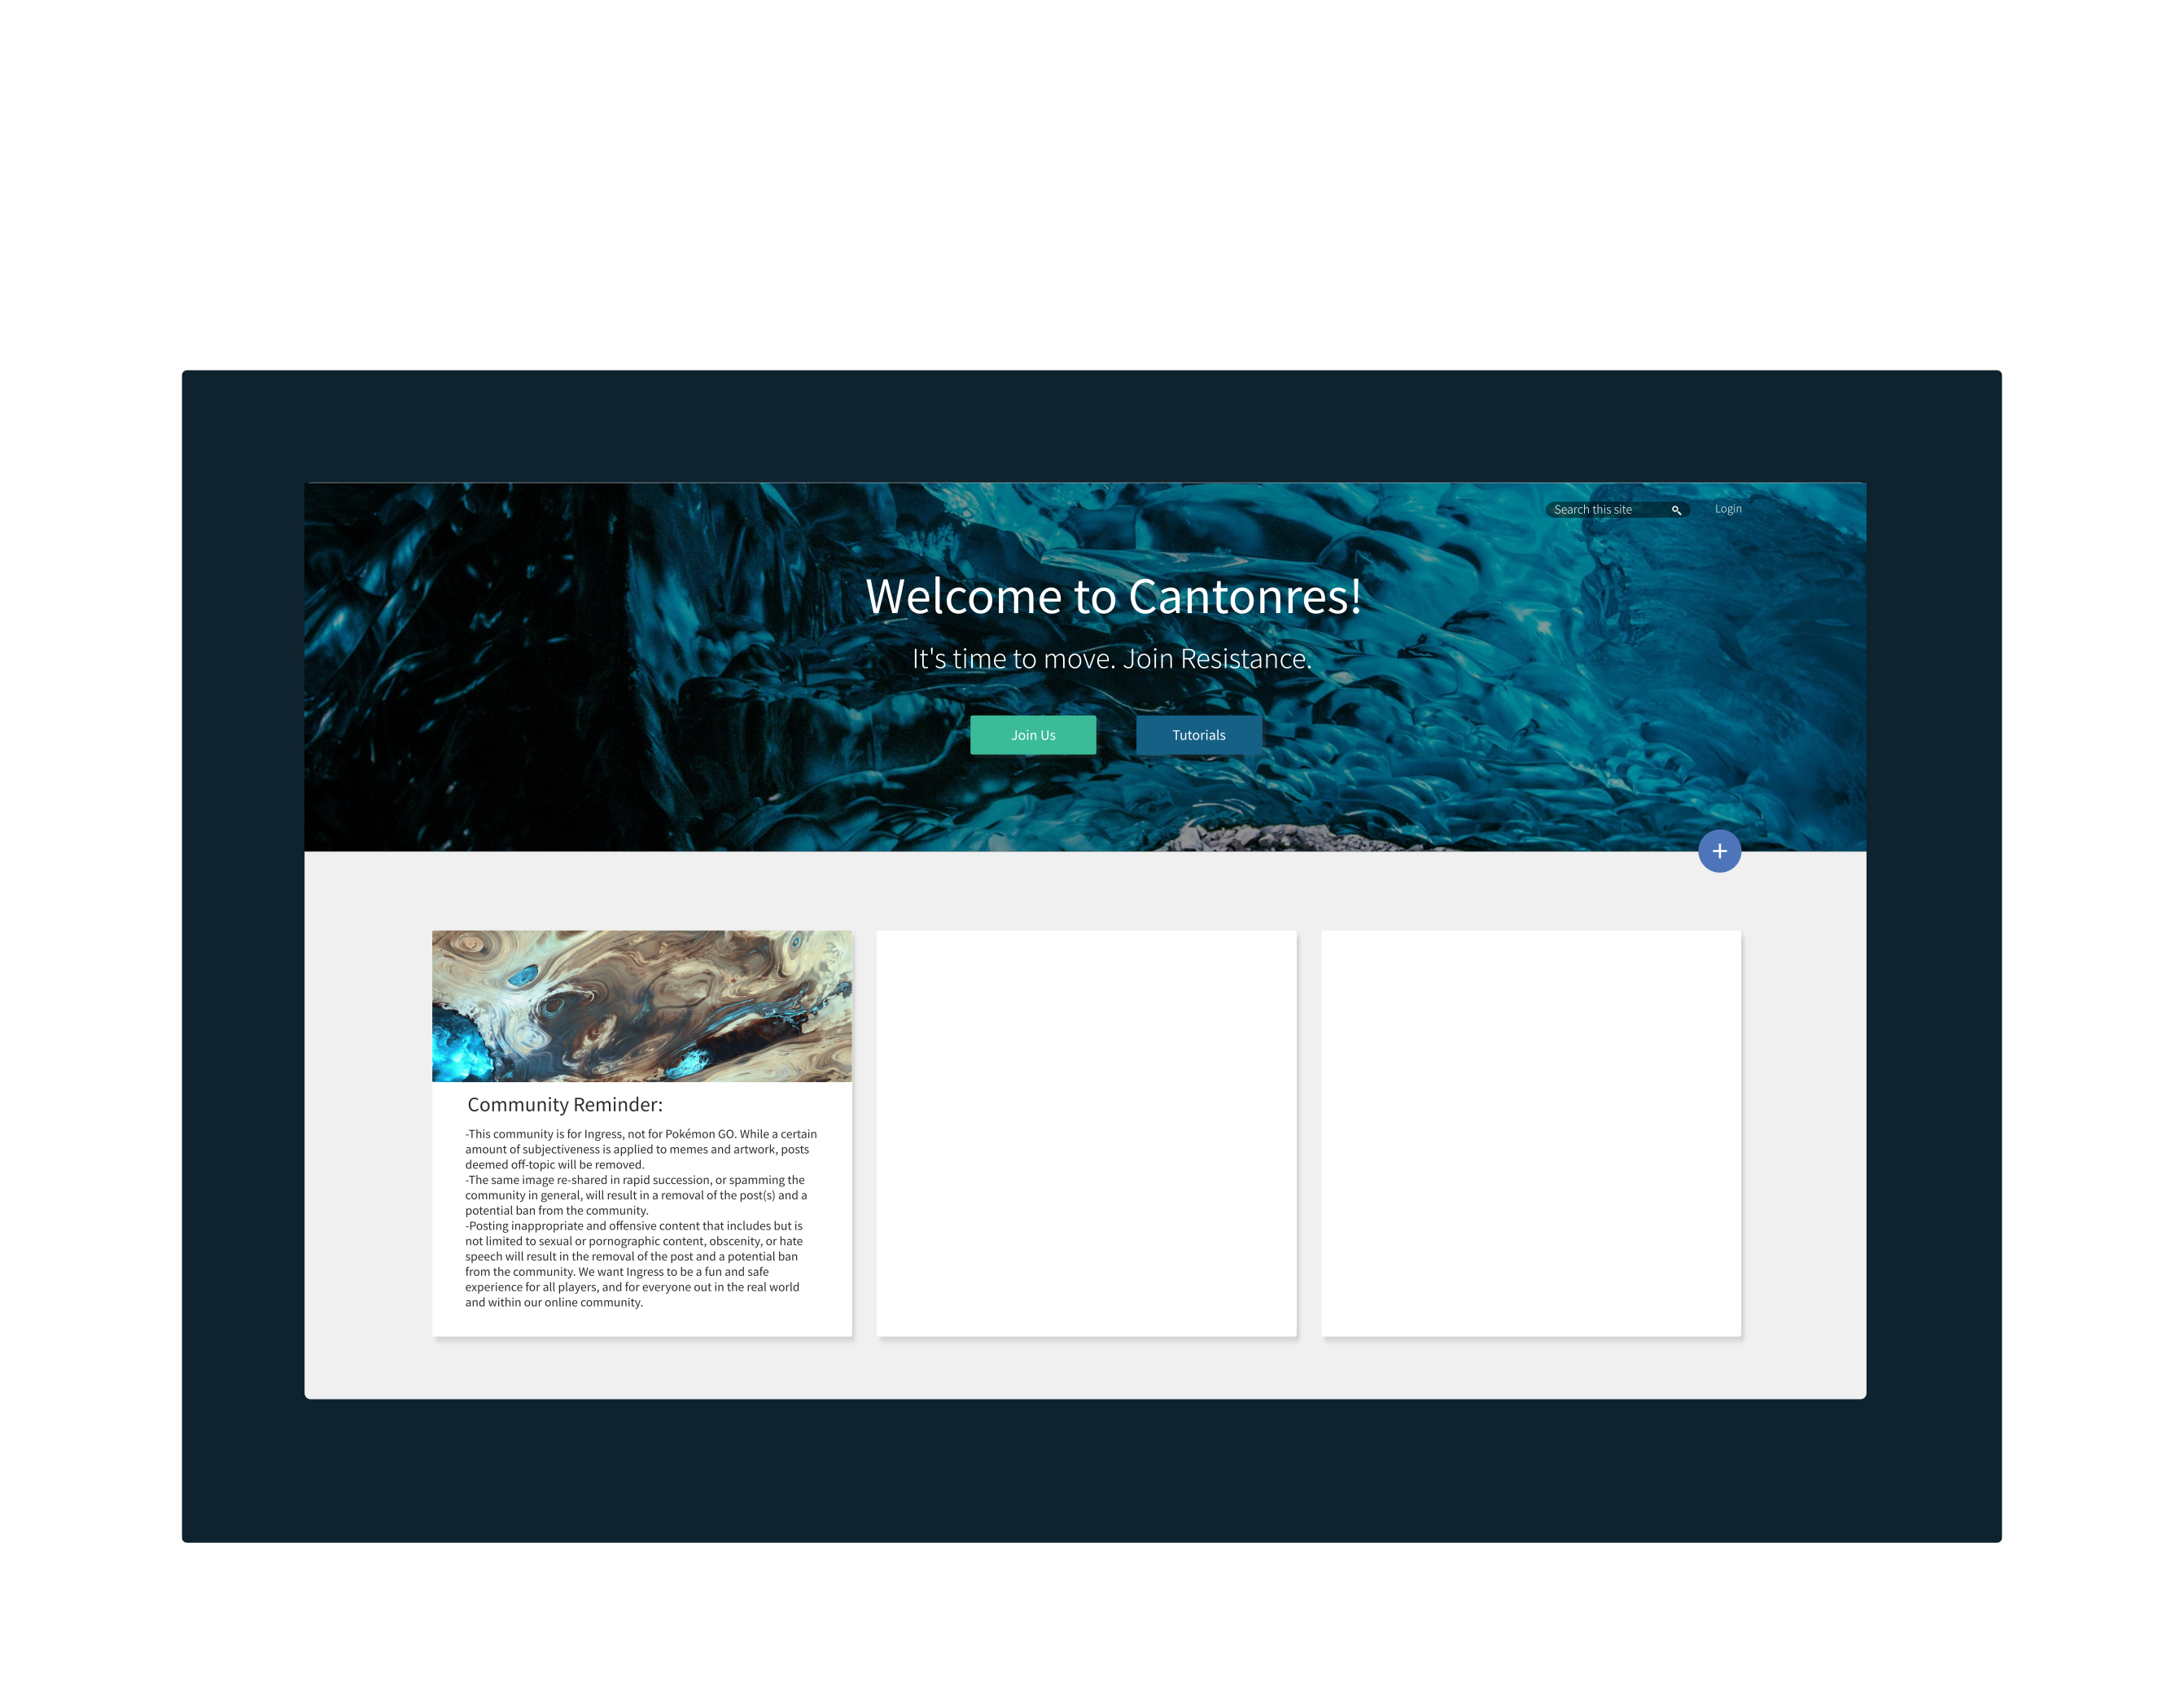 Search this site
Login
Welcome to Cantonres!
It's time to move. Join Resistance.
Join Us
Tutorials
+
Community Reminder:
-This community is for Ingress, not for Pokémon GO. While a certain
amount of subjectiveness is applied to memes and artwork, posts
deemed off-topic will be removed.
-The same image re-shared in rapid succession, or spamming the
community in general, will result in a removal of the post(s) and a
potential ban from the community.
-Posting inappropriate and offensive content that includes but is
not limited to sexual or pornographic content, obscenity, or hate
speech will result in the removal of the post and a potential ban
from the community. We want Ingress to be a fun and safe
experience for all players, and for everyone out in the real world
and within our online community.